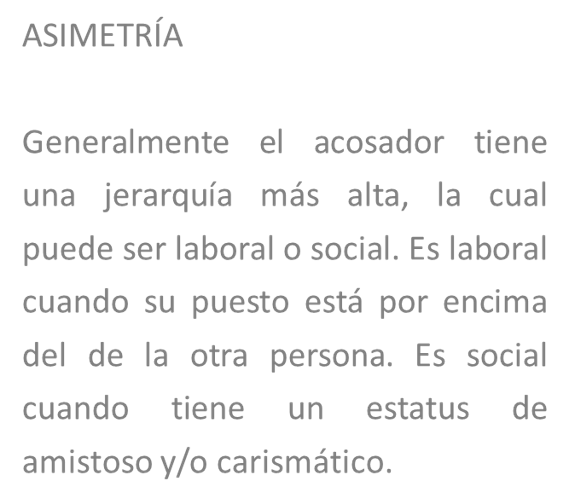 ASIMETRÍA
Generalmente el acosador tiene
una jerarquía más alta, la cual
puede ser laboral o social. Es laboral
cuando su puesto está por encima
del de la otra persona. Es social
cuando tiene un estatus de
amistoso y/o carismático.